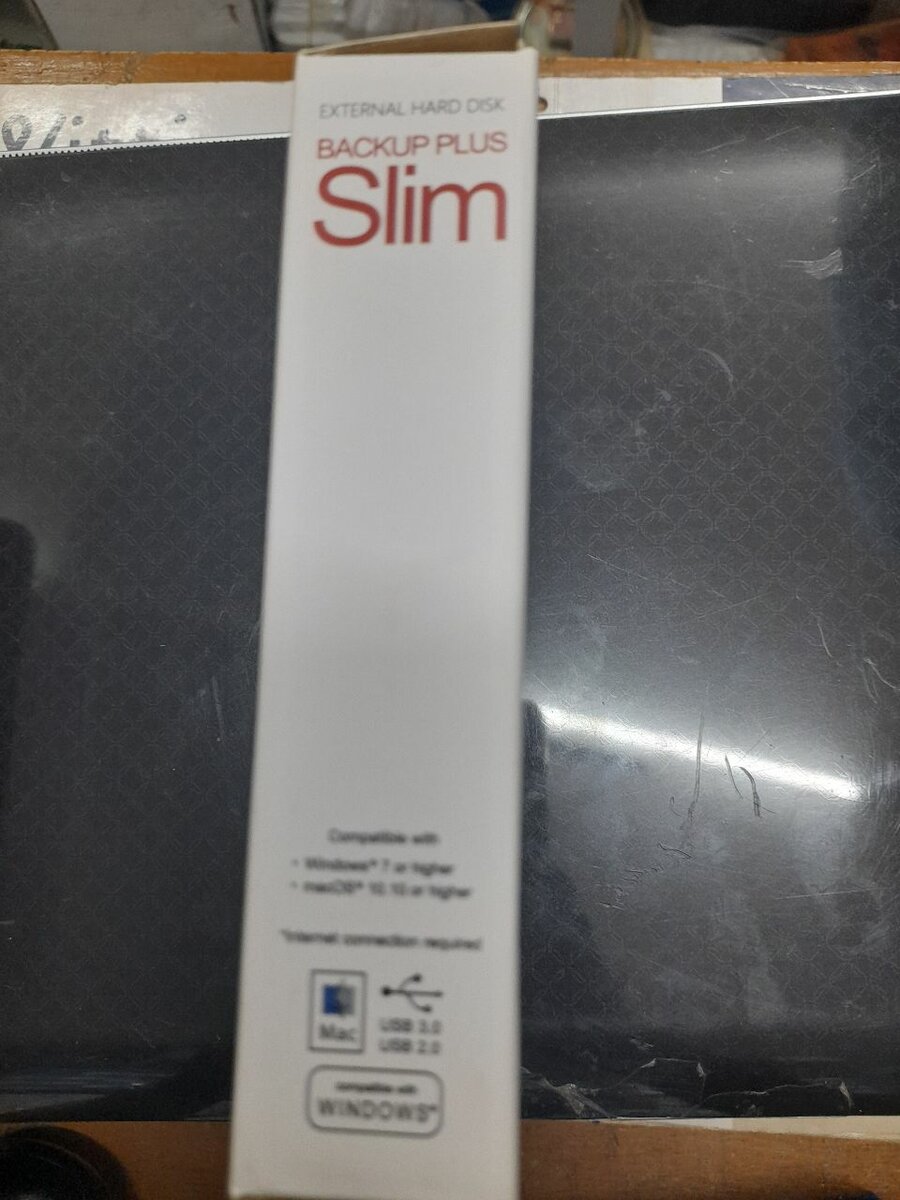 EXTERNAL HARD DISK
BACKUP PLUS
Slim
Compatible with
• Windows® 7 or higher
• macOS® 10.10 or higher
*Internet connection required
Mac
USB 3.0
USB 2.0
compatible with
WINDOWS®